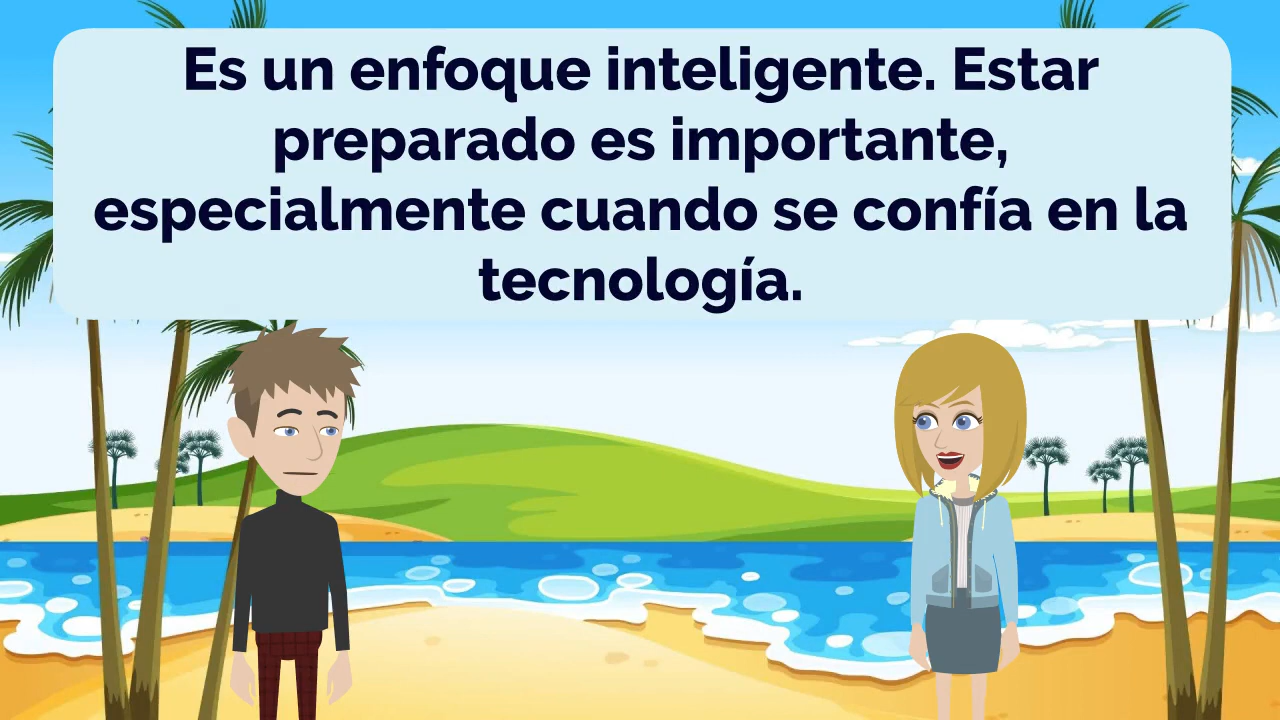 Es un enfoque inteligente. Estar
preparado es importante,
especialmente cuando se confía en la
tecnología.